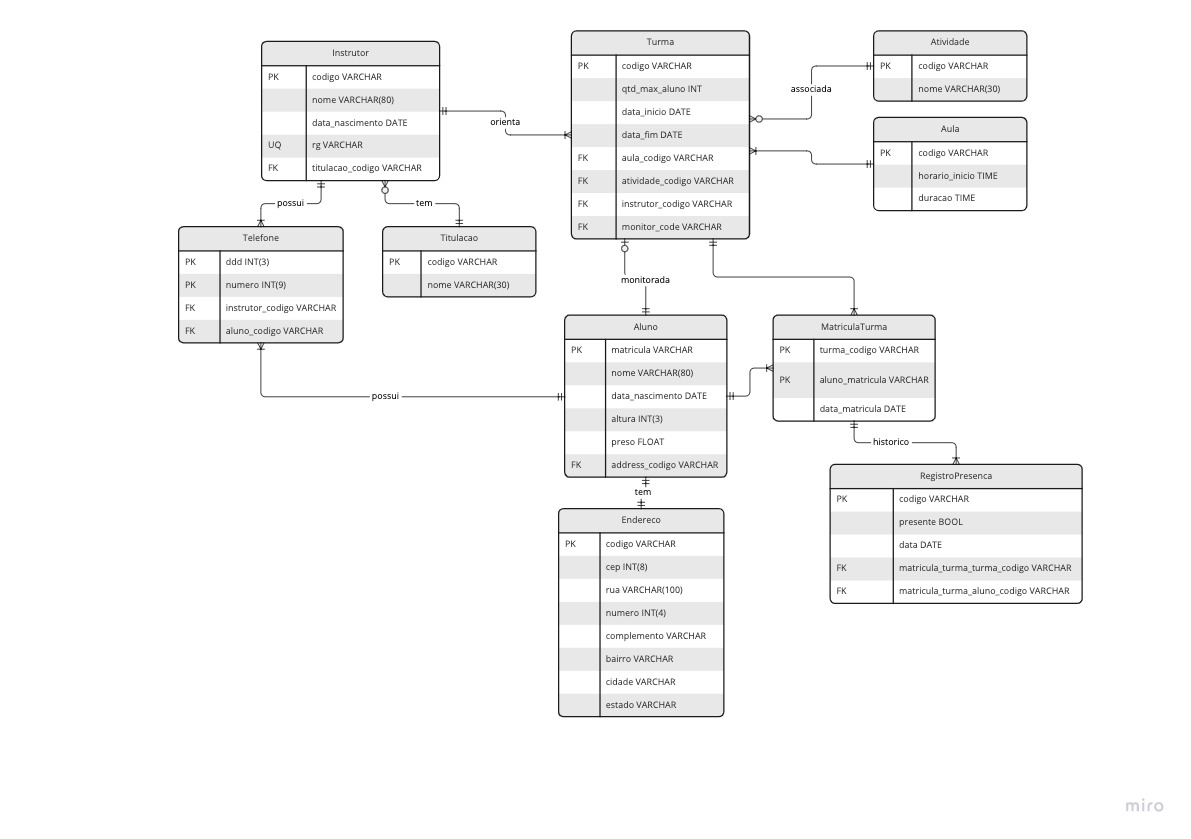 Instrutor
PK codigo VARCHAR
nome VARCHAR(80)
data_nascimento DATE
UQ rg VARCHAR
FK titulacao_codigo VARCHAR
orienta
Turma
PK codigo VARCHAR
qtd_max_aluno INT
data_inicio DATE
data_fim DATE
FK aula_codigo VARCHAR
FK atividade_codigo VARCHAR
FK instrutor_codigo VARCHAR
FK monitor_code VARCHAR
associada
Atividade
PK codigo VARCHAR
nome VARCHAR(30)
Aula
PK codigo VARCHAR
horario_inicio TIME
duracao TIME
possui
tem
Telefone
PK ddd INT(3)
PK numero INT(9)
FK instrutor_codigo VARCHAR
FK aluno_codigo VARCHAR
Titulacao
PK codigo VARCHAR
nome VARCHAR(30)
monitorada
possui
Aluno
PK matricula VARCHAR
nome VARCHAR(80)
data_nascimento DATE
altura INT(3)
preso FLOAT
FK address_codigo VARCHAR
MatriculaTurma
PK turma_codigo VARCHAR
PK aluno_matricula VARCHAR
data_matricula DATE
historico
RegistroPresenca
PK codigo VARCHAR
presente BOOL
data DATE
FK matricula_turma_turma_codigo VARCHAR
FK matricula_turma_aluno_codigo VARCHAR
tem
Endereco
PK codigo VARCHAR
cep INT(8)
rua VARCHAR(100)
numero INT(4)
complemento VARCHAR
bairro VARCHAR
cidade VARCHAR
estado VARCHAR
miro